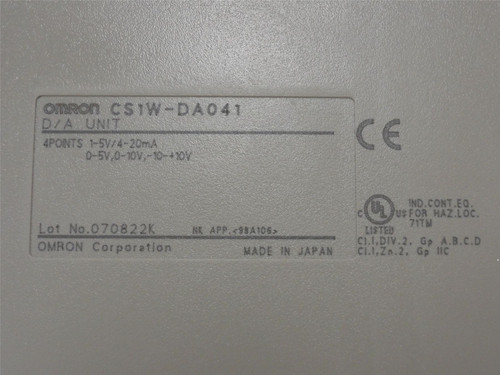 OMRON CS1W-DA041
D/A UNIT
4POINTS 1-5V/4-20mA
0-5V,0-10V,-10-+10V
Lot No.070822K NK APP.<98A106>
OMRON Corporation MADE IN JAPAN
CE
C UL US
LISTED
IND.CONT.EQ.
FOR HAZ.LOC.
71TM
Cl.I,DIV.2, Gp A.B.C.D
Cl.I,Zn.2, Gp IIC